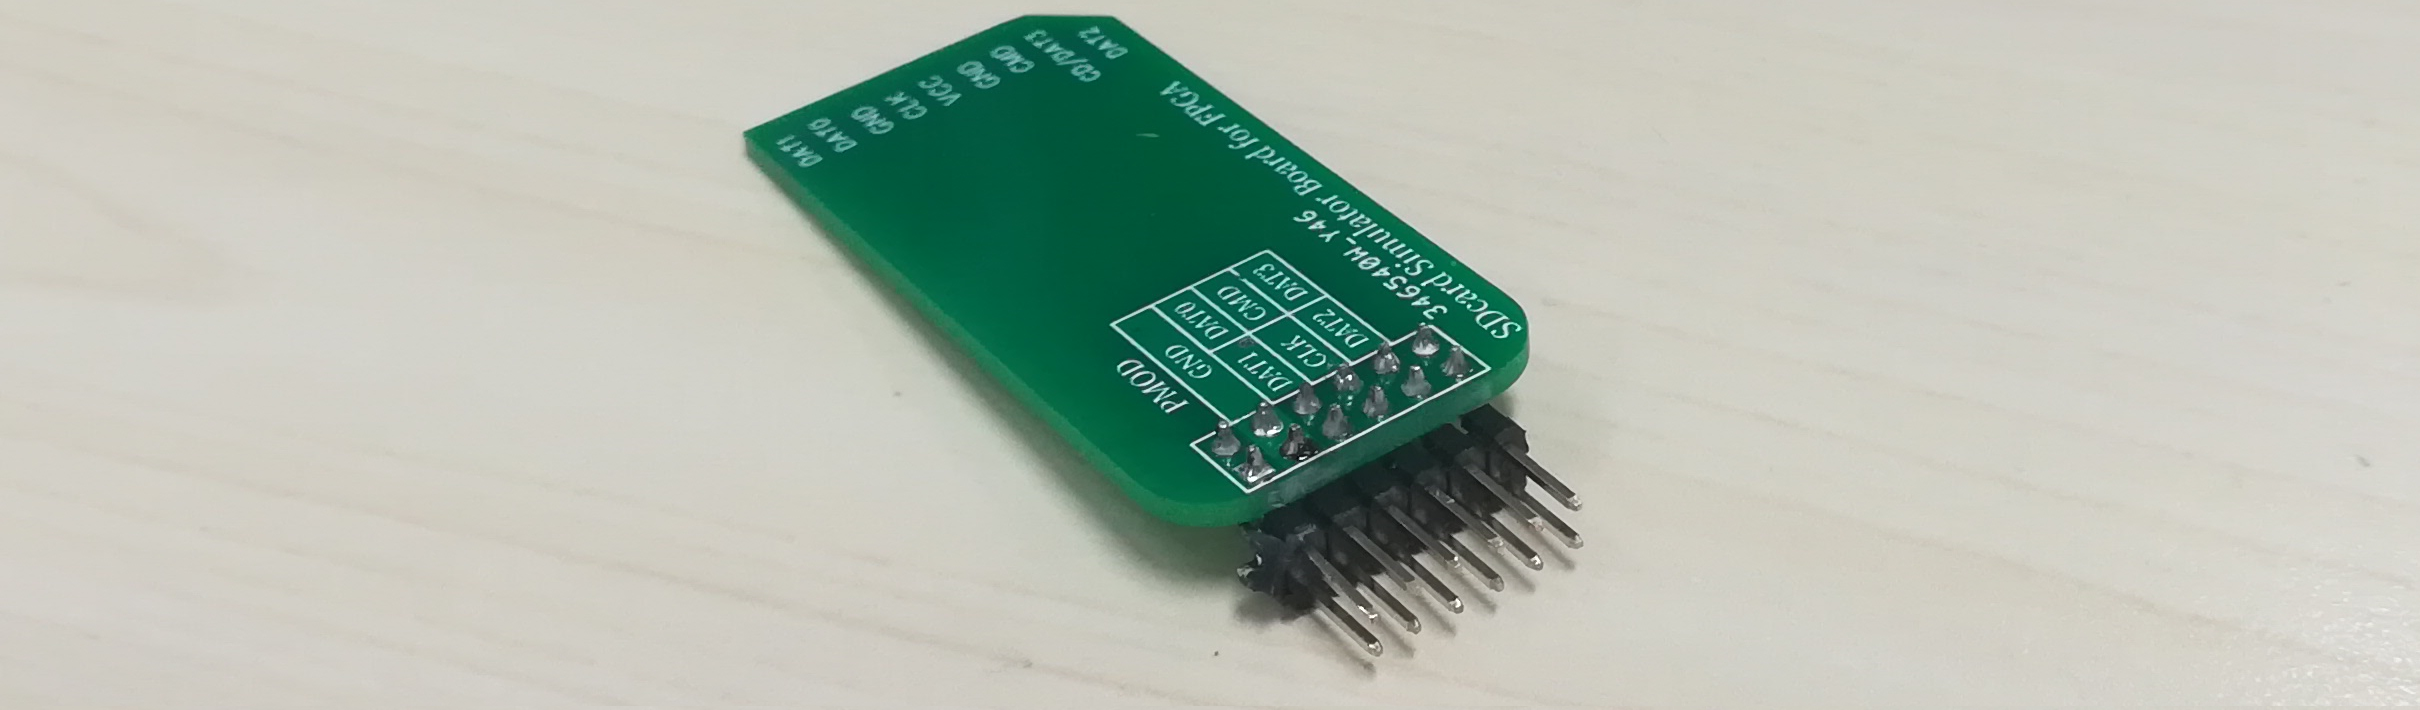 DAT2
CD/DAT3
CMD
GND
VCC
CLK
GND
DAT0
DAT1
SDcard Simulator Board for FPGA
3465540W_Y46
DAT3 DAT2
CMD CLK
DAT0 DAT1
GND
PMOD